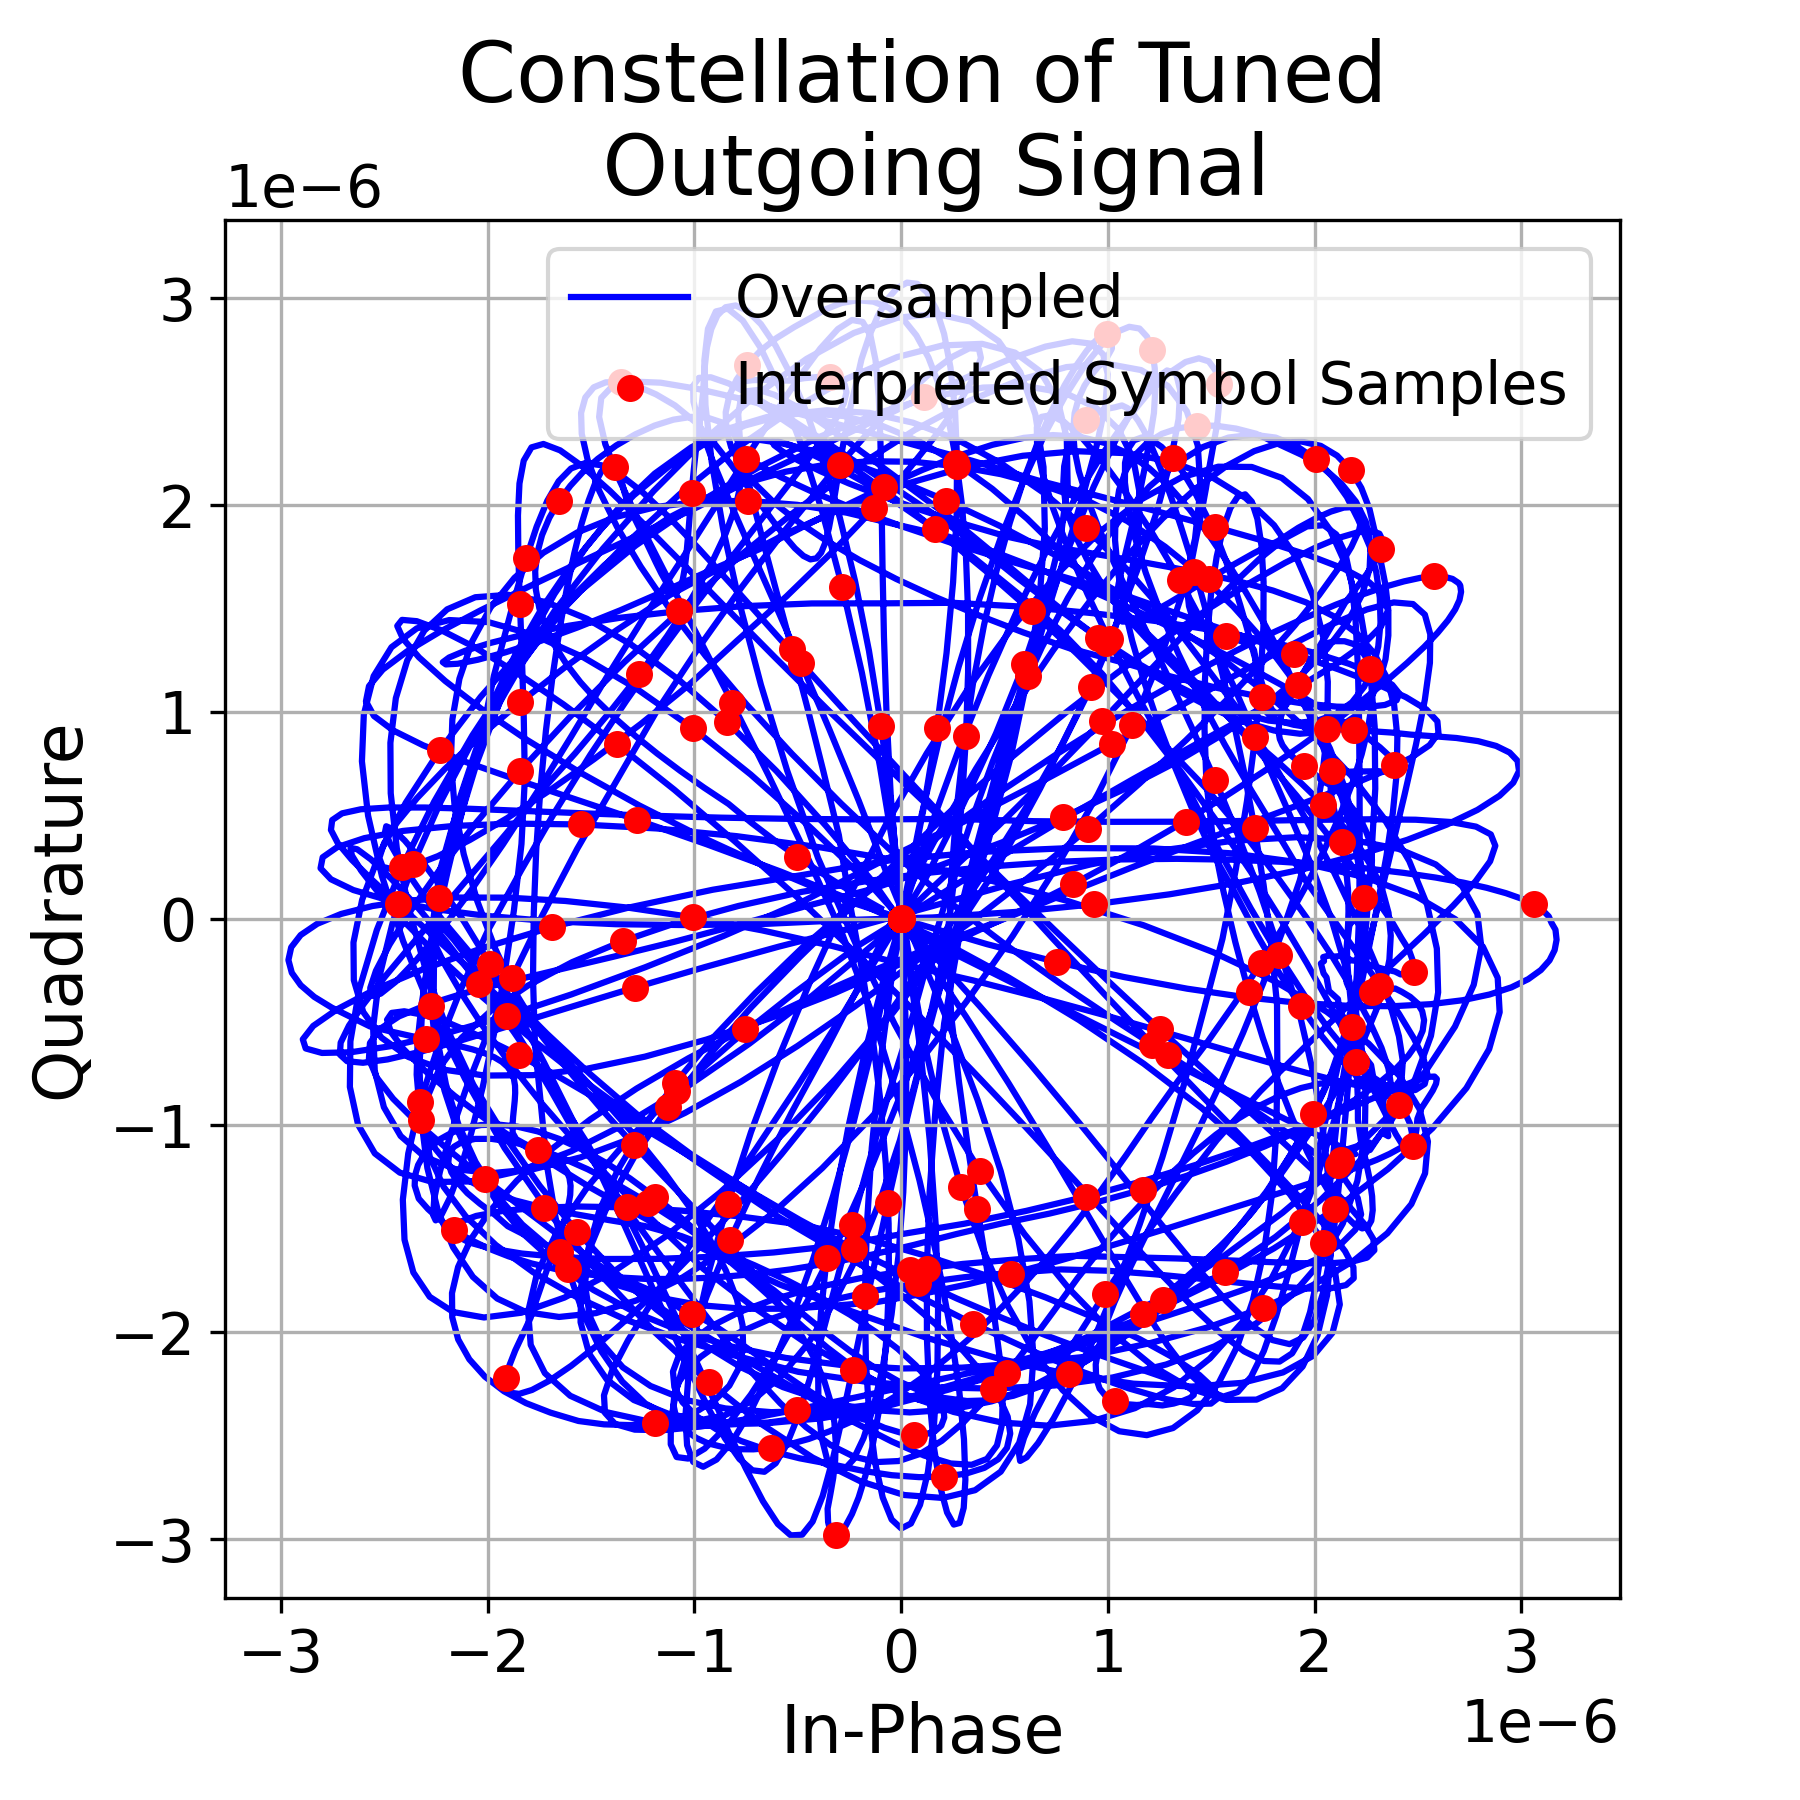 Constellation of Tuned
Outgoing Signal
1e−6
Oversampled
Interpreted Symbol Samples
3
2
1
0
−1
−2
−3
Quadrature
−3 −2 −1 0 1 2 3
In-Phase
1e−6